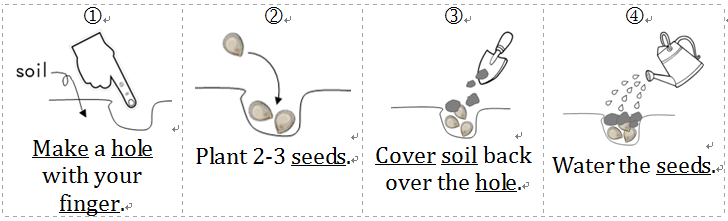 ①
soil
Make a hole
with your
finger.
②
Plant 2-3 seeds.
③
Cover soil back
over the hole.
④
Water the seeds.